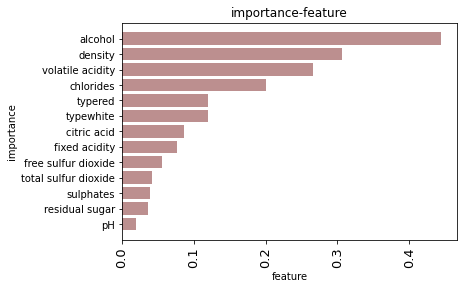 importance-feature
alcohol
density
volatile acidity
chlorides
typered
typewhite
citric acid
fixed acidity
free sulfur dioxide
total sulfur dioxide
sulphates
residual sugar
pH
importance
0.0
0.1
0.2
0.3
0.4
feature